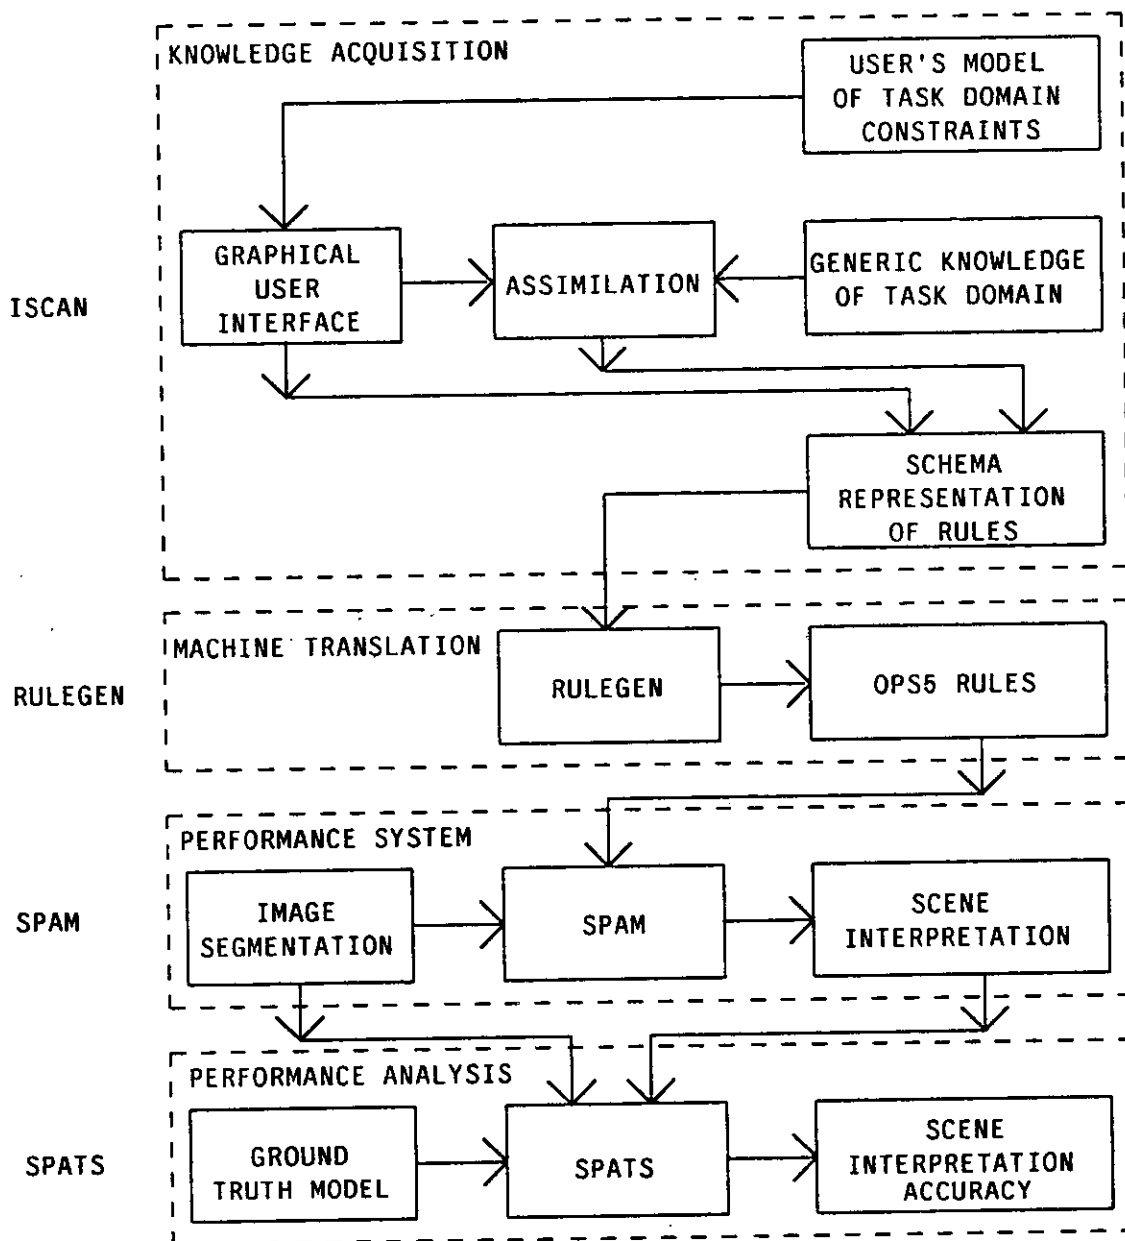 KNOWLEDGE ACQUISITION
USER'S MODEL
OF TASK DOMAIN
CONSTRAINTS
ISCAN
GRAPHICAL
USER
INTERFACE
ASSIMILATION
GENERIC KNOWLEDGE
OF TASK DOMAIN
SCHEMA
REPRESENTATION
OF RULES
MACHINE TRANSLATION
RULEGEN
RULEGEN
OPS5 RULES
PERFORMANCE SYSTEM
SPAM
IMAGE
SEGMENTATION
SPAM
SCENE
INTERPRETATION
PERFORMANCE ANALYSIS
SPATS
GROUND
TRUTH MODEL
SPATS
SCENE
INTERPRETATION
ACCURACY